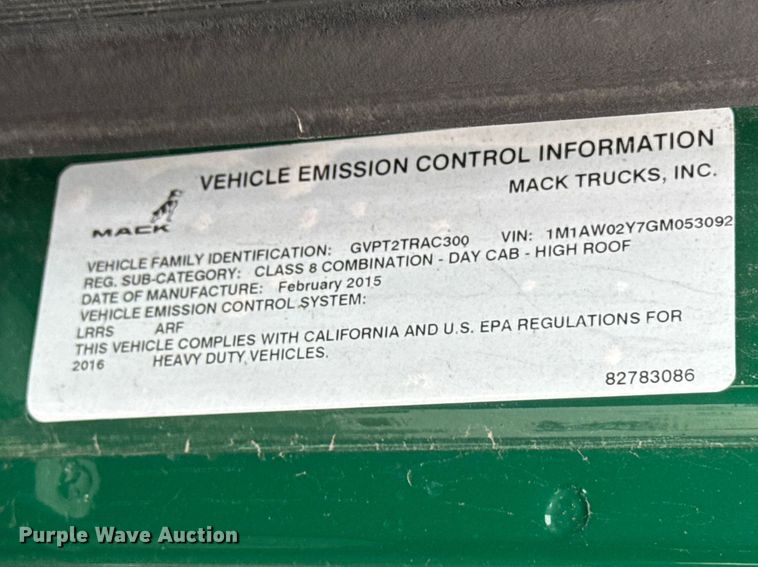 VEHICLE EMISSION CONTROL INFORMATION
MACK TRUCKS, INC.
MACK
VEHICLE FAMILY IDENTIFICATION: GVPT2TRAC300 VIN: 1M1AW02Y7GM053092
REG. SUB-CATEGORY: CLASS 8 COMBINATION - DAY CAB - HIGH ROOF
DATE OF MANUFACTURE: February 2015
VEHICLE EMISSION CONTROL SYSTEM:
LRRS ARF
THIS VEHICLE COMPLIES WITH CALIFORNIA AND U.S. EPA REGULATIONS FOR
2016 HEAVY DUTY VEHICLES.
82783086
Purple Wave Auction